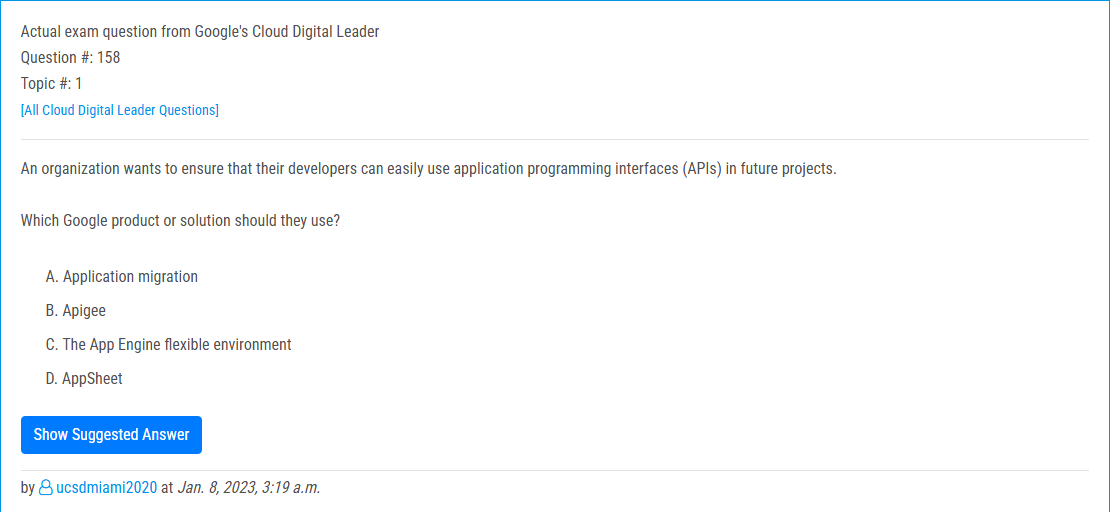 Actual exam question from Google's Cloud Digital Leader
Question #: 158
Topic #: 1
[All Cloud Digital Leader Questions]
An organization wants to ensure that their developers can easily use application programming interfaces (APIs) in future projects.
Which Google product or solution should they use?
A. Application migration
B. Apigee
C. The App Engine flexible environment
D. AppSheet
Show Suggested Answer
by ucsdmiami2020 at Jan. 8, 2023, 3:19 a.m.